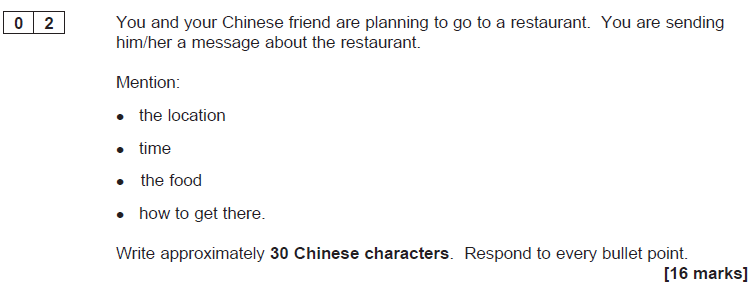 0 2 You and your Chinese friend are planning to go to a restaurant. You are sending
him/her a message about the restaurant.
Mention:
• the location
• time
• the food
• how to get there.
Write approximately 30 Chinese characters. Respond to every bullet point.
[16 marks]